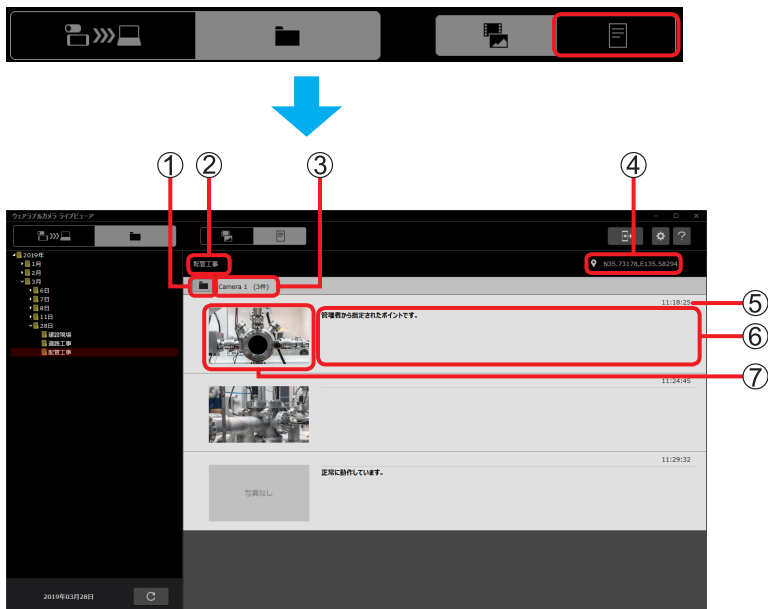 ① ② ③ ④
ウェアラブルカメラ ライブビューア
2019年
1月
2月
3月
6日
7日
8日
11日
28日
建設現場
道路工事
配管工事
配管工事
N35.73178,E135.58294
Camera 1 (3件)
11:18:25
⑤
管理者から指定されたポイントです。
⑥
⑦
11:24:45
11:29:32
正常に動作しています。
写真なし
2019年03月28日